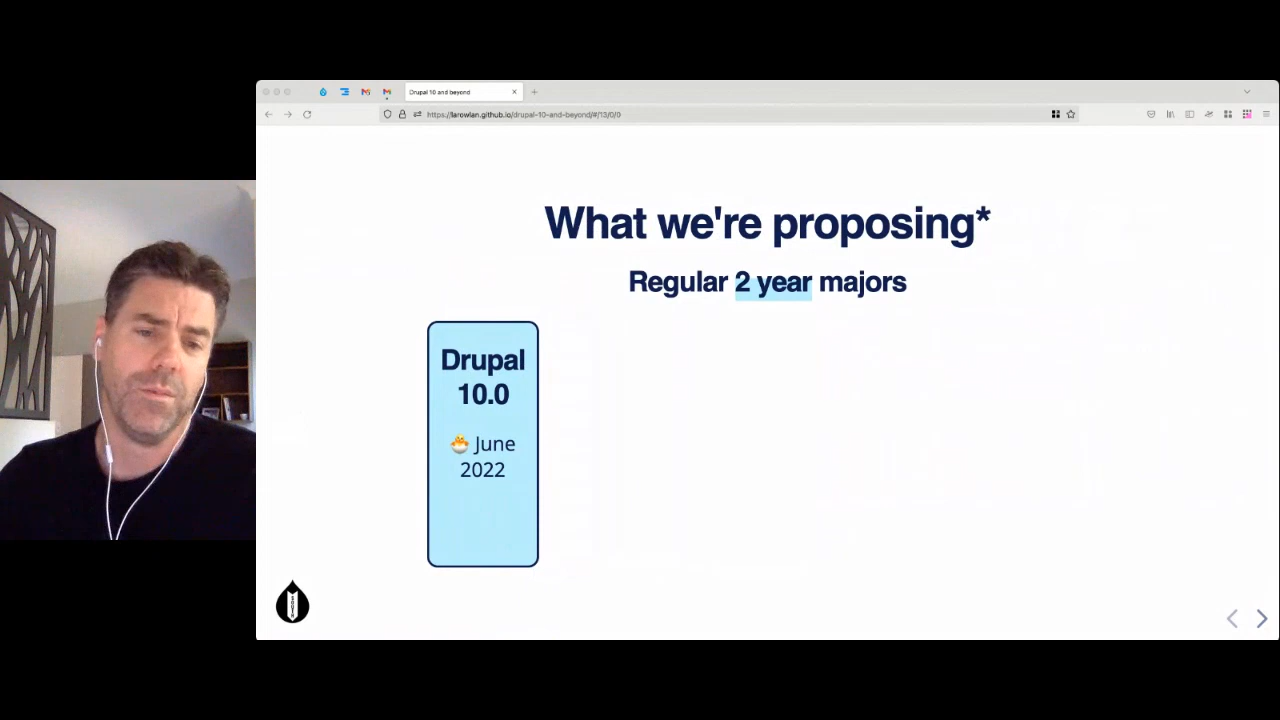 Drupal 10 and beyond
https://larowlan.github.io/drupal-10-and-beyond/#/13/0/0
What we're proposing*
Regular 2 year majors
Drupal
10.0
🐣 June
2022